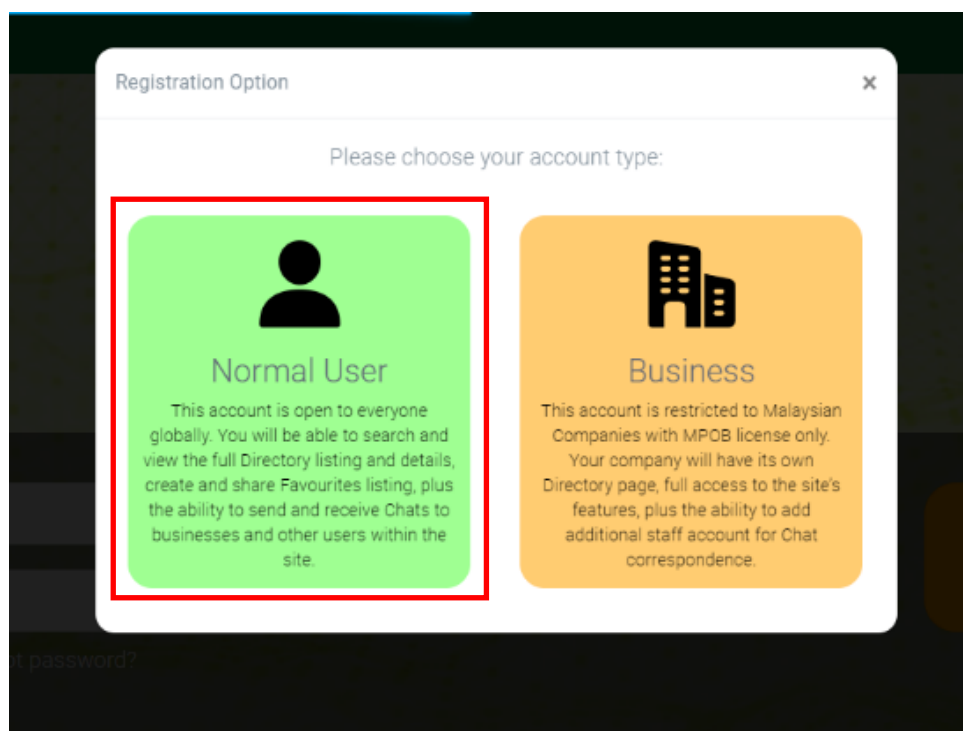 Registration Option
×
Please choose your account type:
Normal User
This account is open to everyone
globally. You will be able to search and
view the full Directory listing and details,
create and share Favourites listing, plus
the ability to send and receive Chats to
businesses and other users within the
site.
Business
This account is restricted to Malaysian
Companies with MPOB license only.
Your company will have its own
Directory page, full access to the site's
features, plus the ability to add
additional staff account for Chat
correspondence.
password?